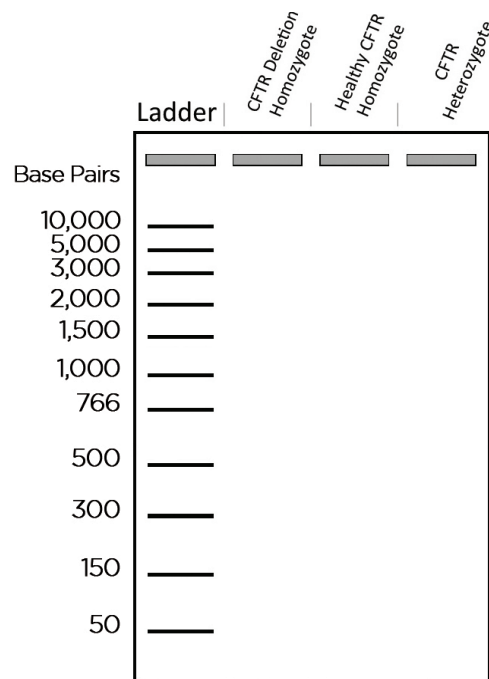 Ladder
CFTR Deletion
Homozygote
Healthy CFTR
Homozygote
CFTR
Heterozygote
Base Pairs
10,000
5,000
3,000
2,000
1,500
1,000
766
500
300
150
50